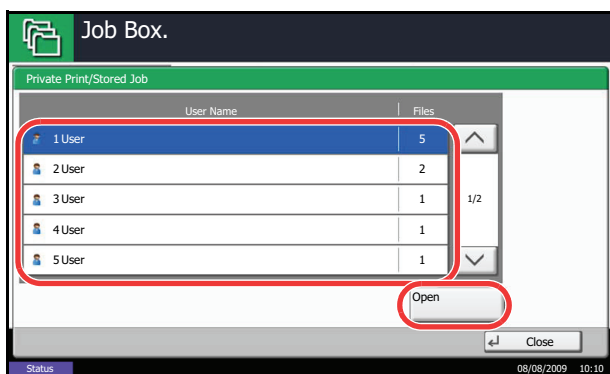 Job Box.
Private Print/Stored Job
User Name Files
1 User 5
2 User 2
3 User 1
4 User 1
5 User 1
1/2
Open
Close
Status 08/08/2009 10:10